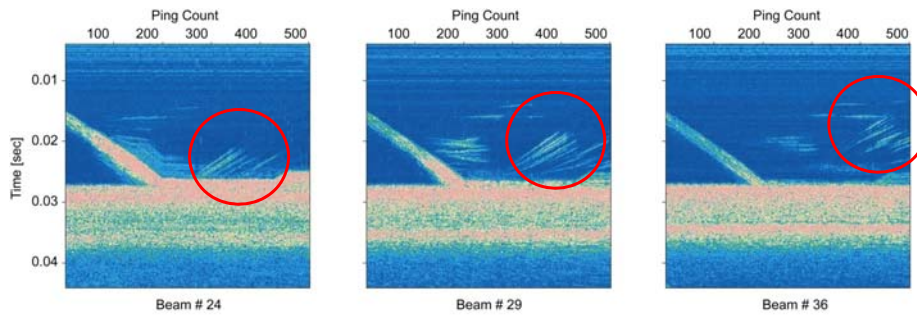 Ping Count Ping Count Ping Count
100 200 300 400 500 100 200 300 400 500 100 200 300 400 500
0.01
0.02
Time [sec]
0.03
0.04
Beam # 24 Beam # 29 Beam # 36